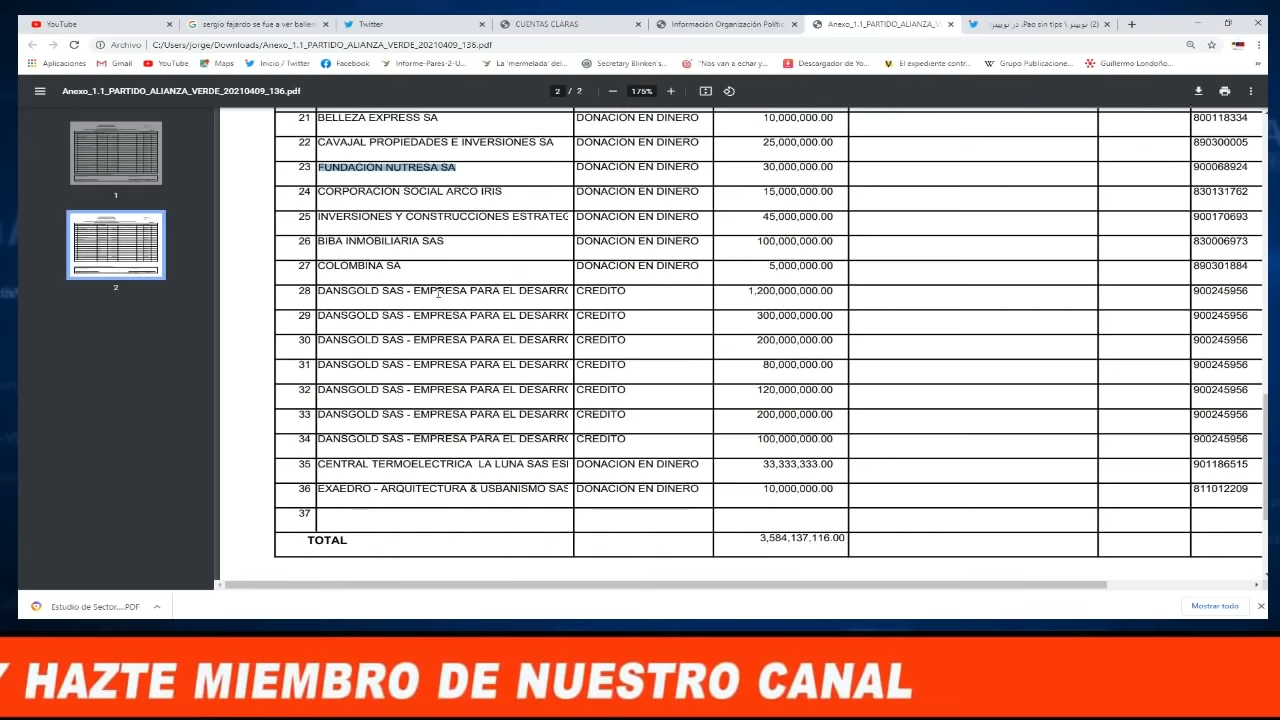 YouTube
sergio fajardo se fue a ver ballen
Twitter
CUENTAS CLARAS
Información Organización Políti
Anexo_1.1_PARTIDO_ALIANZA_VE
Archivo C:/Users/jorge/Downloads/Anexo_1.1_PARTIDO_ALIANZA_VERDE_20210409_136.pdf
Aplicaciones Gmail YouTube Maps Inicio / Twitter Facebook Informe-Pares-2-U... La 'mermelada' del... Secretary Blinken's... "Nos van a echar y... Descargador de Yo... El expediente contr... Grupo Publicacione... Guillermo Londoño... »
Anexo_1.1_PARTIDO_ALIANZA_VERDE_20210409_136.pdf 2 / 2 175%
1
2
21 BELLEZA EXPRESS SA DONACION EN DINERO 10,000,000.00 800118334
22 CAVAJAL PROPIEDADES E INVERSIONES SA DONACION EN DINERO 25,000,000.00 890300005
23 FUNDACION NUTRESA SA DONACION EN DINERO 30,000,000.00 900068924
24 CORPORACION SOCIAL ARCO IRIS DONACION EN DINERO 15,000,000.00 830131762
25 INVERSIONES Y CONSTRUCCIONES ESTRATEG DONACION EN DINERO 45,000,000.00 900170693
26 BIBA INMOBILIARIA SAS DONACION EN DINERO 100,000,000.00 830006973
27 COLOMBINA SA DONACION EN DINERO 5,000,000.00 890301884
28 DANSGOLD SAS - EMPRESA PARA EL DESARRO CREDITO 1,200,000,000.00 900245956
29 DANSGOLD SAS - EMPRESA PARA EL DESARRO CREDITO 300,000,000.00 900245956
30 DANSGOLD SAS - EMPRESA PARA EL DESARRO CREDITO 200,000,000.00 900245956
31 DANSGOLD SAS - EMPRESA PARA EL DESARRO CREDITO 80,000,000.00 900245956
32 DANSGOLD SAS - EMPRESA PARA EL DESARRO CREDITO 120,000,000.00 900245956
33 DANSGOLD SAS - EMPRESA PARA EL DESARRO CREDITO 200,000,000.00 900245956
34 DANSGOLD SAS - EMPRESA PARA EL DESARRO CREDITO 100,000,000.00 900245956
35 CENTRAL TERMOELECTRICA LA LUNA SAS ESI DONACION EN DINERO 33,333,333.00 901186515
36 EXAEDRO - ARQUITECTURA & USBANISMO SAS DONACION EN DINERO 10,000,000.00 811012209
37
TOTAL 3,584,137,116.00
Estudio de Sector....PDF
Mostrar todo
Y HAZTE MIEMBRO DE NUESTRO CANAL